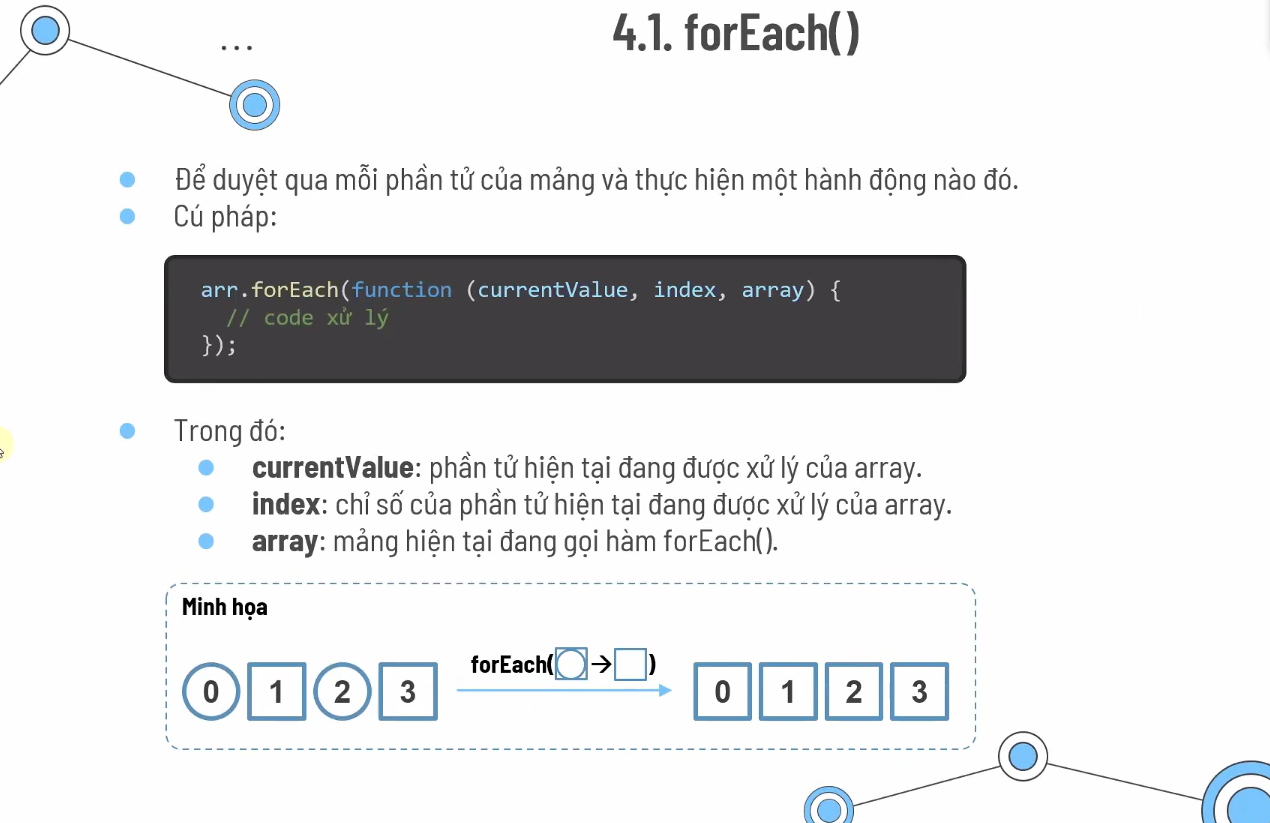 ...
4.1. forEach()
Để duyệt qua mỗi phần tử của mảng và thực hiện một hành động nào đó.
Cú pháp:
arr.forEach(function (currentValue, index, array) {
// code xử lý
});
Trong đó:
currentValue: phần tử hiện tại đang được xử lý của array.
index: chỉ số của phần tử hiện tại đang được xử lý của array.
array: mảng hiện tại đang gọi hàm forEach().
Minh họa
forEach( → )
0 1 2 3 0 1 2 3